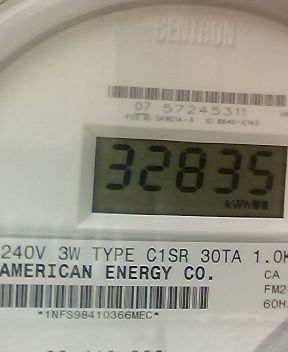 CENTRON®
07 57245311
32835
kWh
240V 3W TYPE C1SR 30TA 1.0K
AMERICAN ENERGY CO. CA
FM2
*1NFS98410366MEC* 60H